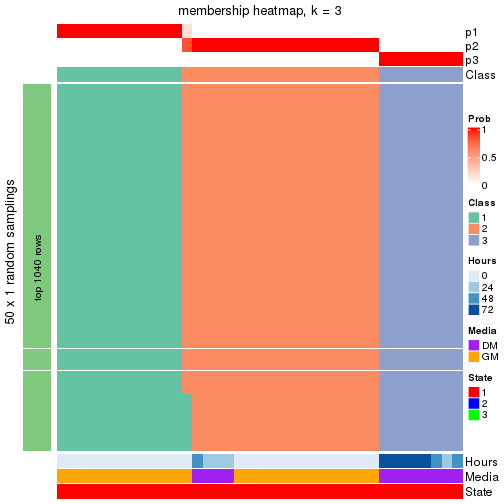 membership heatmap, k = 3
p1
p2
p3
Class
50 x 1 random samplings
top 1040 rows
Prob
1
0.5
0
Class
1
2
3
Hours
0
24
48
72
Media
DM
GM
State
1
2
3
Hours
Media
State